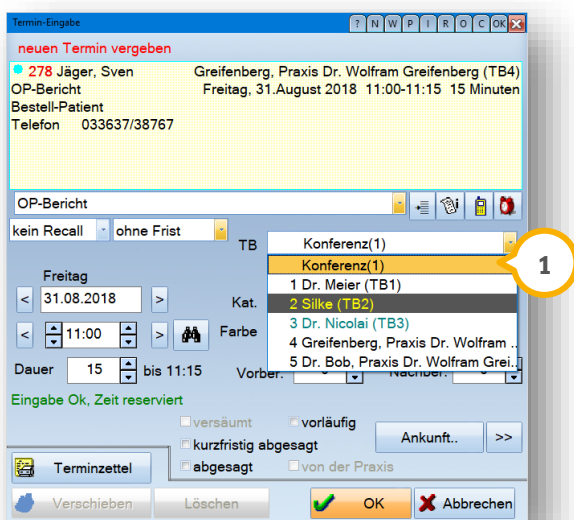 Termin-Eingabe ? N W P I R O C OK
neuen Termin vergeben
278 Jäger, Sven Greifenberg, Praxis Dr. Wolfram Greifenberg (TB4)
OP-Bericht Freitag, 31.August 2018 11:00-11:15 15 Minuten
Bestell-Patient
Telefon 033637/38767
OP-Bericht
kein Recall ohne Frist TB Konferenz(1)
Konferenz(1)
1
1 Dr. Meier (TB1)
2 Silke (TB2)
3 Dr. Nicolai (TB3)
4 Greifenberg, Praxis Dr. Wolfram ..
5 Dr. Bob, Praxis Dr. Wolfram Grei..
Freitag
< 31.08.2018 > Kat.
< 11:00 > Farbe
Dauer 15 bis 11:15 Vorber. Nachber.
Eingabe Ok, Zeit reserviert
versäumt vorläufig
kurzfristig abgesagt
abgesagt von der Praxis
Ankunft.. >>
Terminzettel
Verschieben Löschen OK Abbrechen